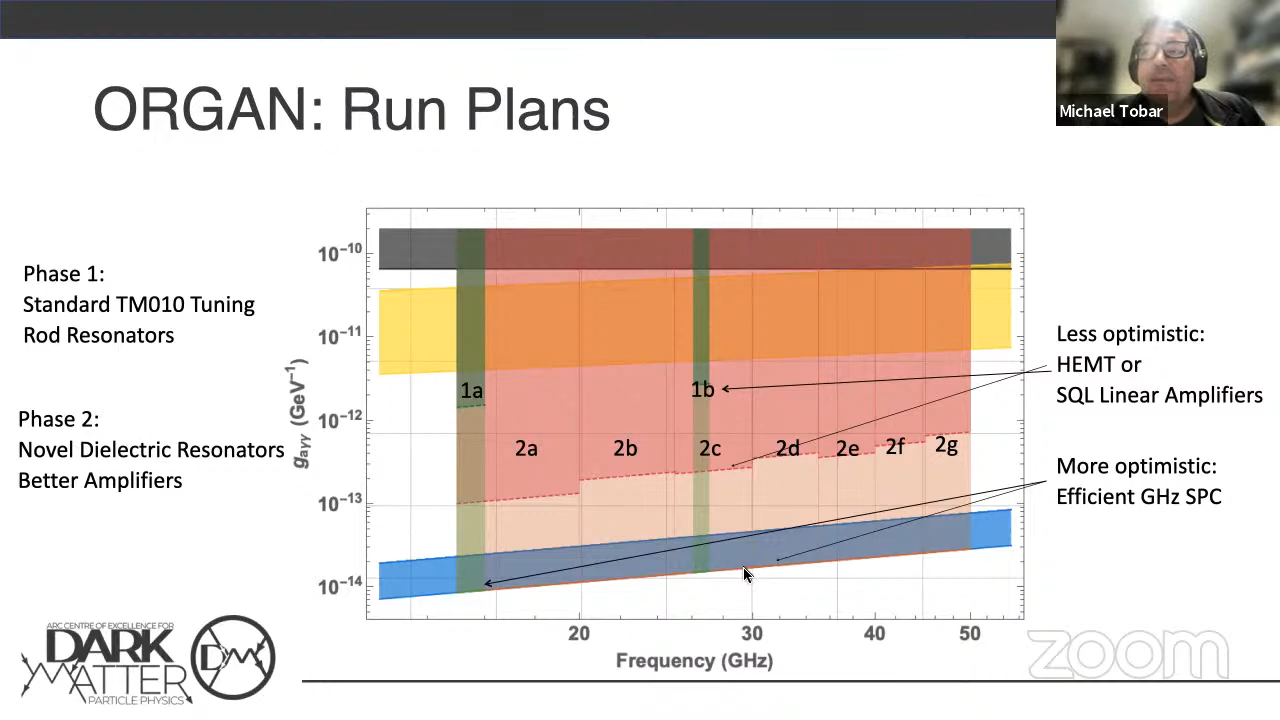 Michael Tobar
ORGAN: Run Plans
Phase 1:
Standard TM010 Tuning
Rod Resonators
Phase 2:
Novel Dielectric Resonators
Better Amplifiers
g_aγγ (GeV⁻¹)
10⁻¹⁰
10⁻¹¹
10⁻¹²
10⁻¹³
10⁻¹⁴
1a
1b
2a
2b
2c
2d
2e
2f
2g
20
30
40
50
Frequency (GHz)
Less optimistic:
HEMT or
SQL Linear Amplifiers
More optimistic:
Efficient GHz SPC
ARC CENTRE OF EXCELLENCE FOR
DARK
MATTER
PARTICLE PHYSICS
DM
zoom